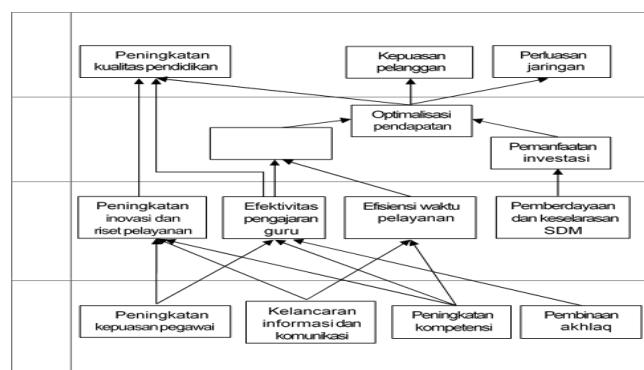 Peningkatan
kualitas pendidikan
Kepuasan
pelanggan
Perluasan
jaringan
Optimalisasi
pendapatan
Pemanfaatan
investasi
Peningkatan
inovasi dan
riset pelayanan
Efektivitas
pengajaran
guru
Efisiensi waktu
pelayanan
Pemberdayaan
dan keselarasan
SDM
Peningkatan
kepuasan pegawai
Kelancaran
informasi dan
komunikasi
Peningkatan
kompetensi
Pembinaan
akhlaq